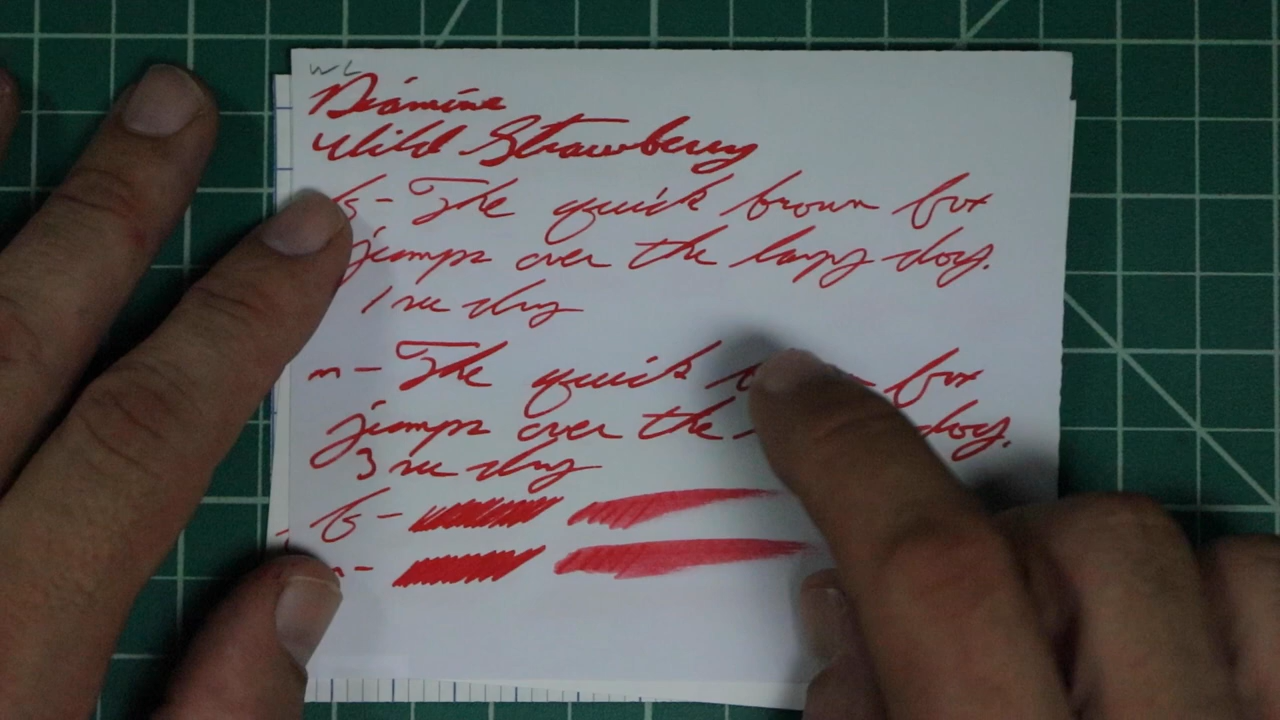 WL
Diamine
Wild Strawberry
f - The quick brown fox
jumps over the lazy dog.
1 sec dry
m - The quick fox
jumps over the dog.
3 sec dry
f -
m -